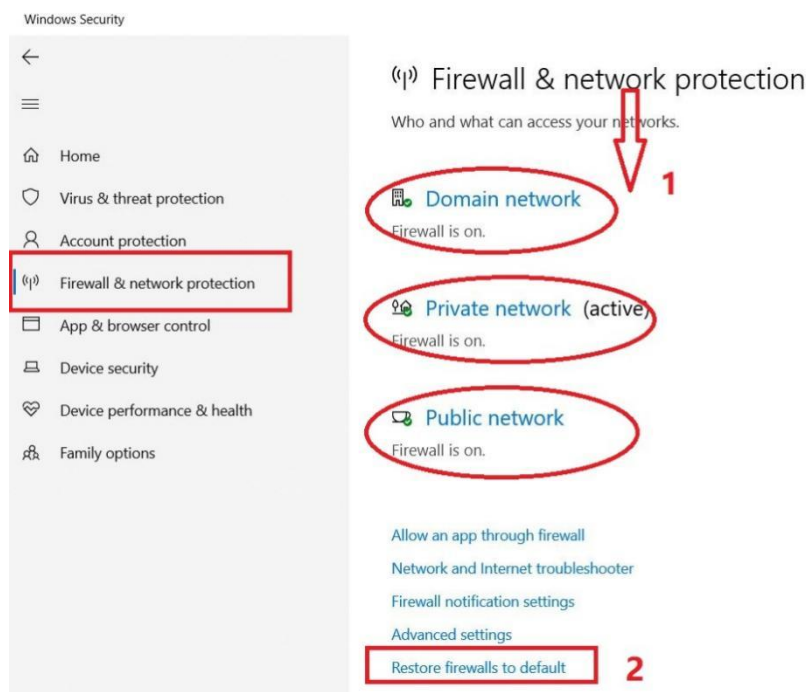 Windows Security
Home
Virus & threat protection
Account protection
Firewall & network protection
App & browser control
Device security
Device performance & health
Family options
Firewall & network protection
Who and what can access your networks.
1
Domain network
Firewall is on.
Private network (active)
Firewall is on.
Public network
Firewall is on.
Allow an app through firewall
Network and Internet troubleshooter
Firewall notification settings
Advanced settings
Restore firewalls to default 2